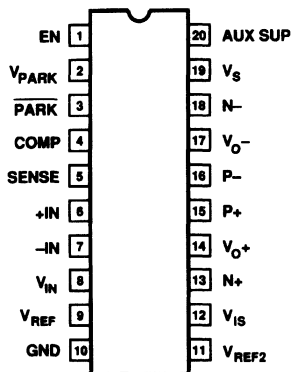 EN 1 20 AUX SUP
VPARK 2 19 VS
PARK 3 18 N–
COMP 4 17 VO–
SENSE 5 16 P–
+IN 6 15 P+
–IN 7 14 VO+
VIN 8 13 N+
VREF 9 12 VIS
GND 10 11 VREF2